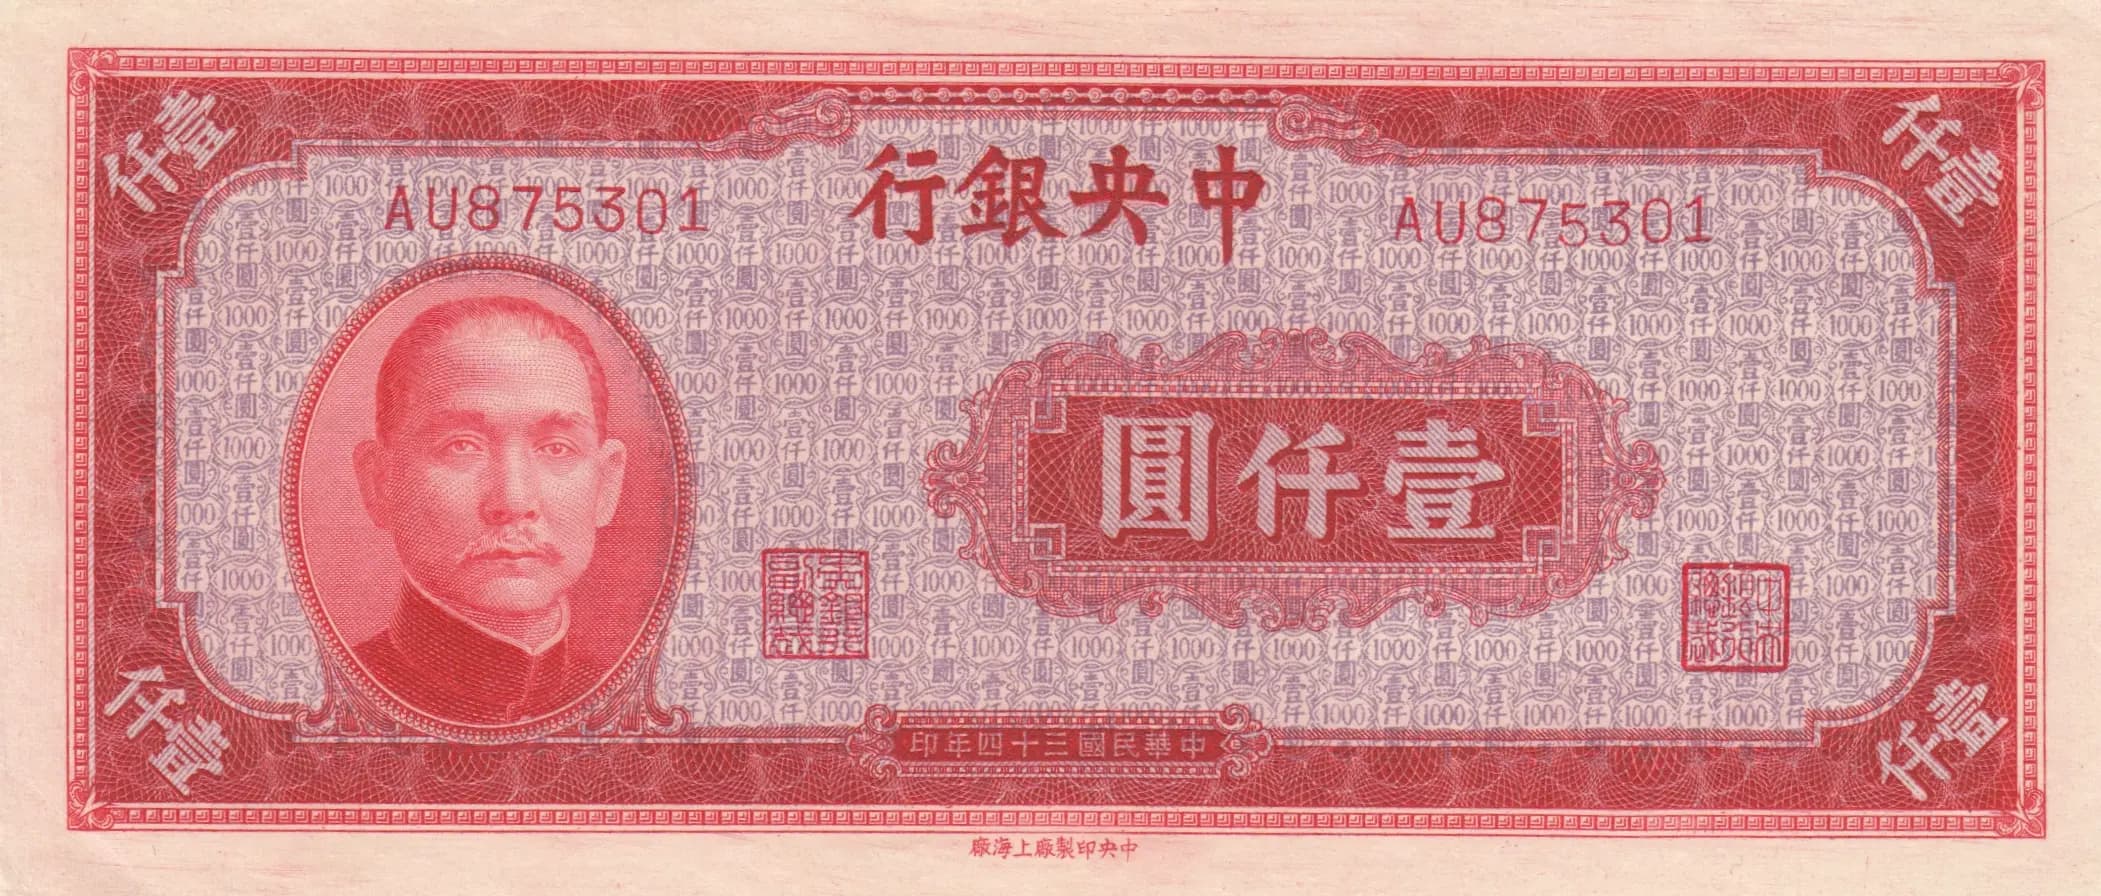 壹仟
壹仟
中央銀行
AU875301
AU875301
壹仟圓
中華民國三十四年印
壹仟
壹仟
中央印製廠上海廠